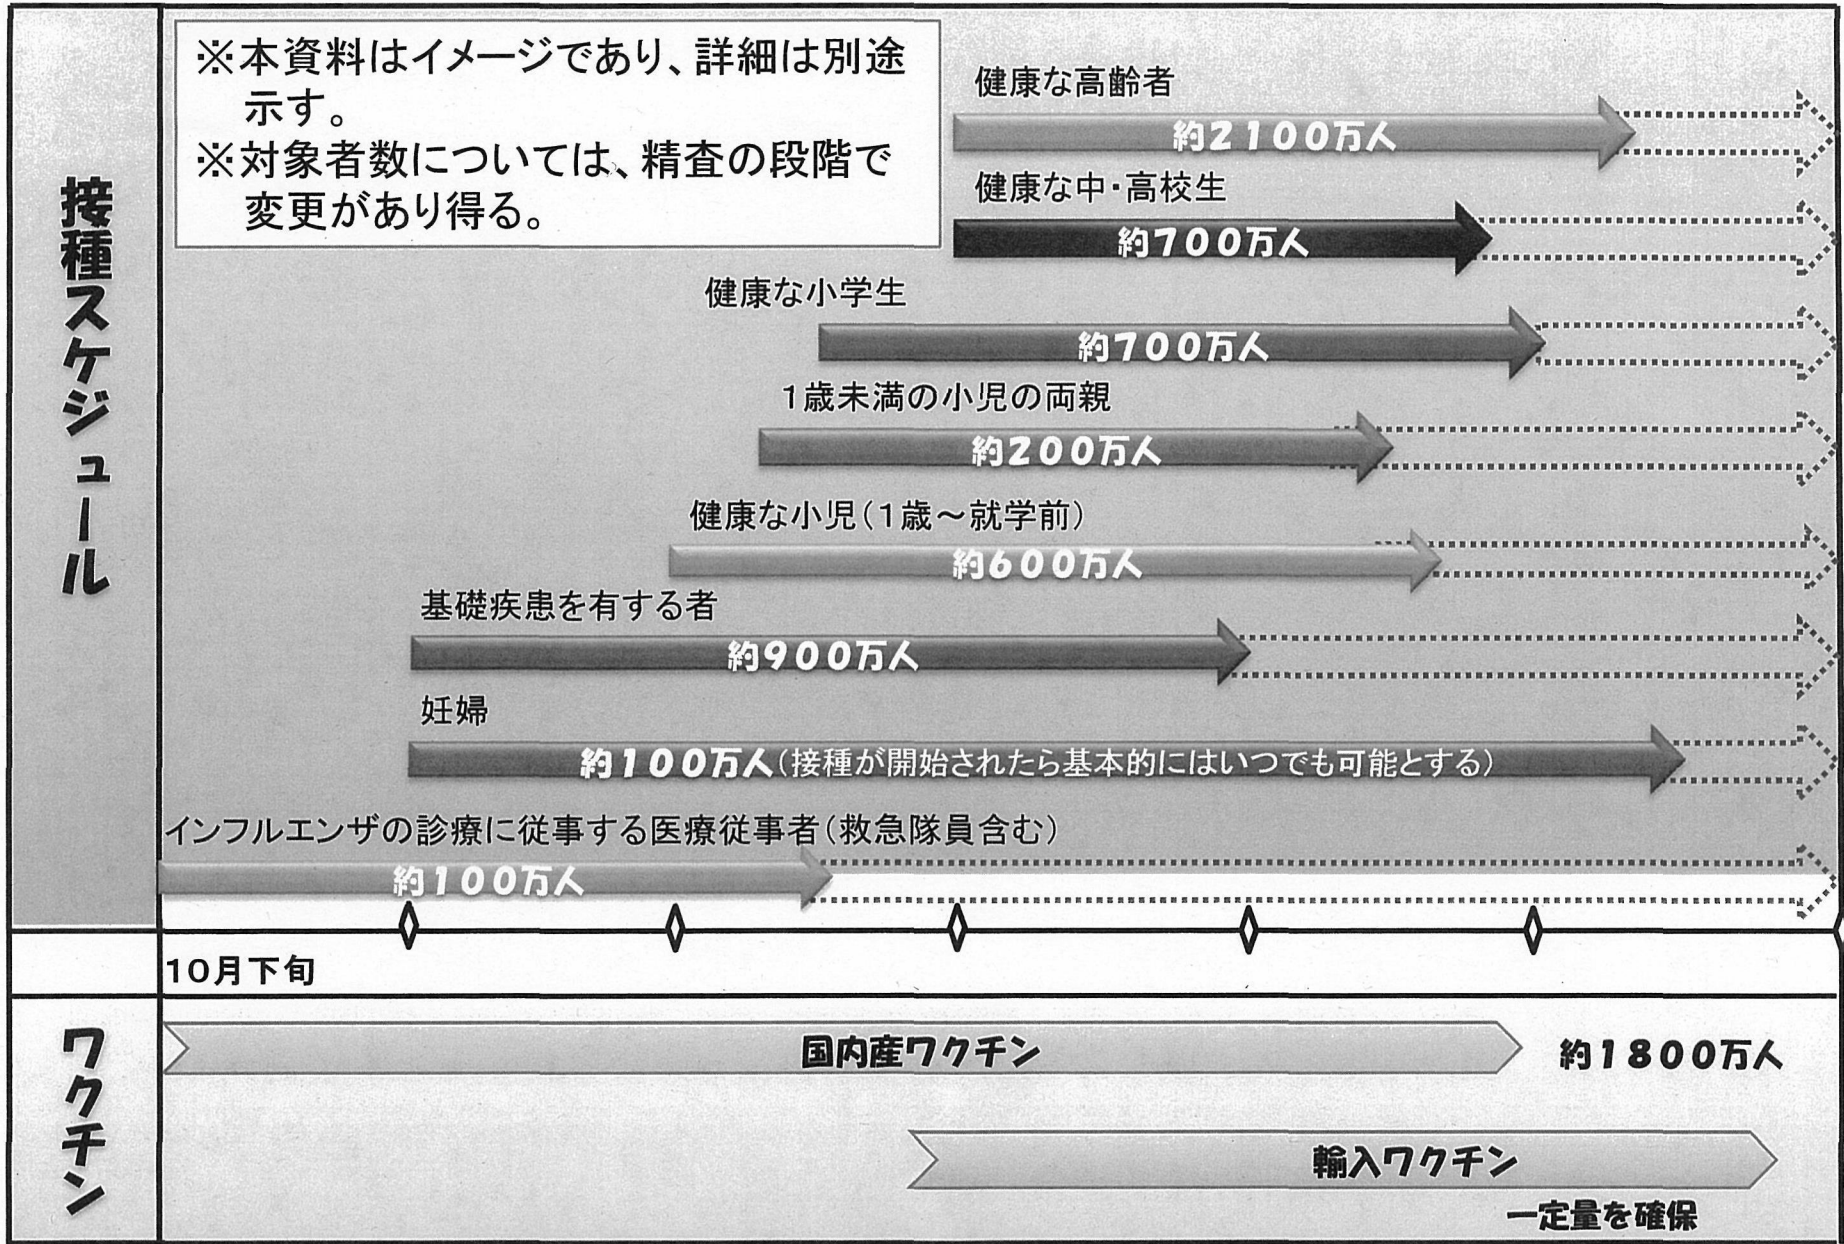 接種スケジュール
※本資料はイメージであり、詳細は別途
示す。
※対象者数については、精査の段階で
変更があり得る。
健康な高齢者
約2100万人
健康な中・高校生
約700万人
健康な小学生
約700万人
1歳未満の小児の両親
約200万人
健康な小児(1歳～就学前)
約600万人
基礎疾患を有する者
約900万人
妊婦
約100万人(接種が開始されたら基本的にはいつでも可能とする)
インフルエンザの診療に従事する医療従事者(救急隊員含む)
約100万人
10月下旬
ワクチン
国内産ワクチン
約1800万人
輸入ワクチン
一定量を確保